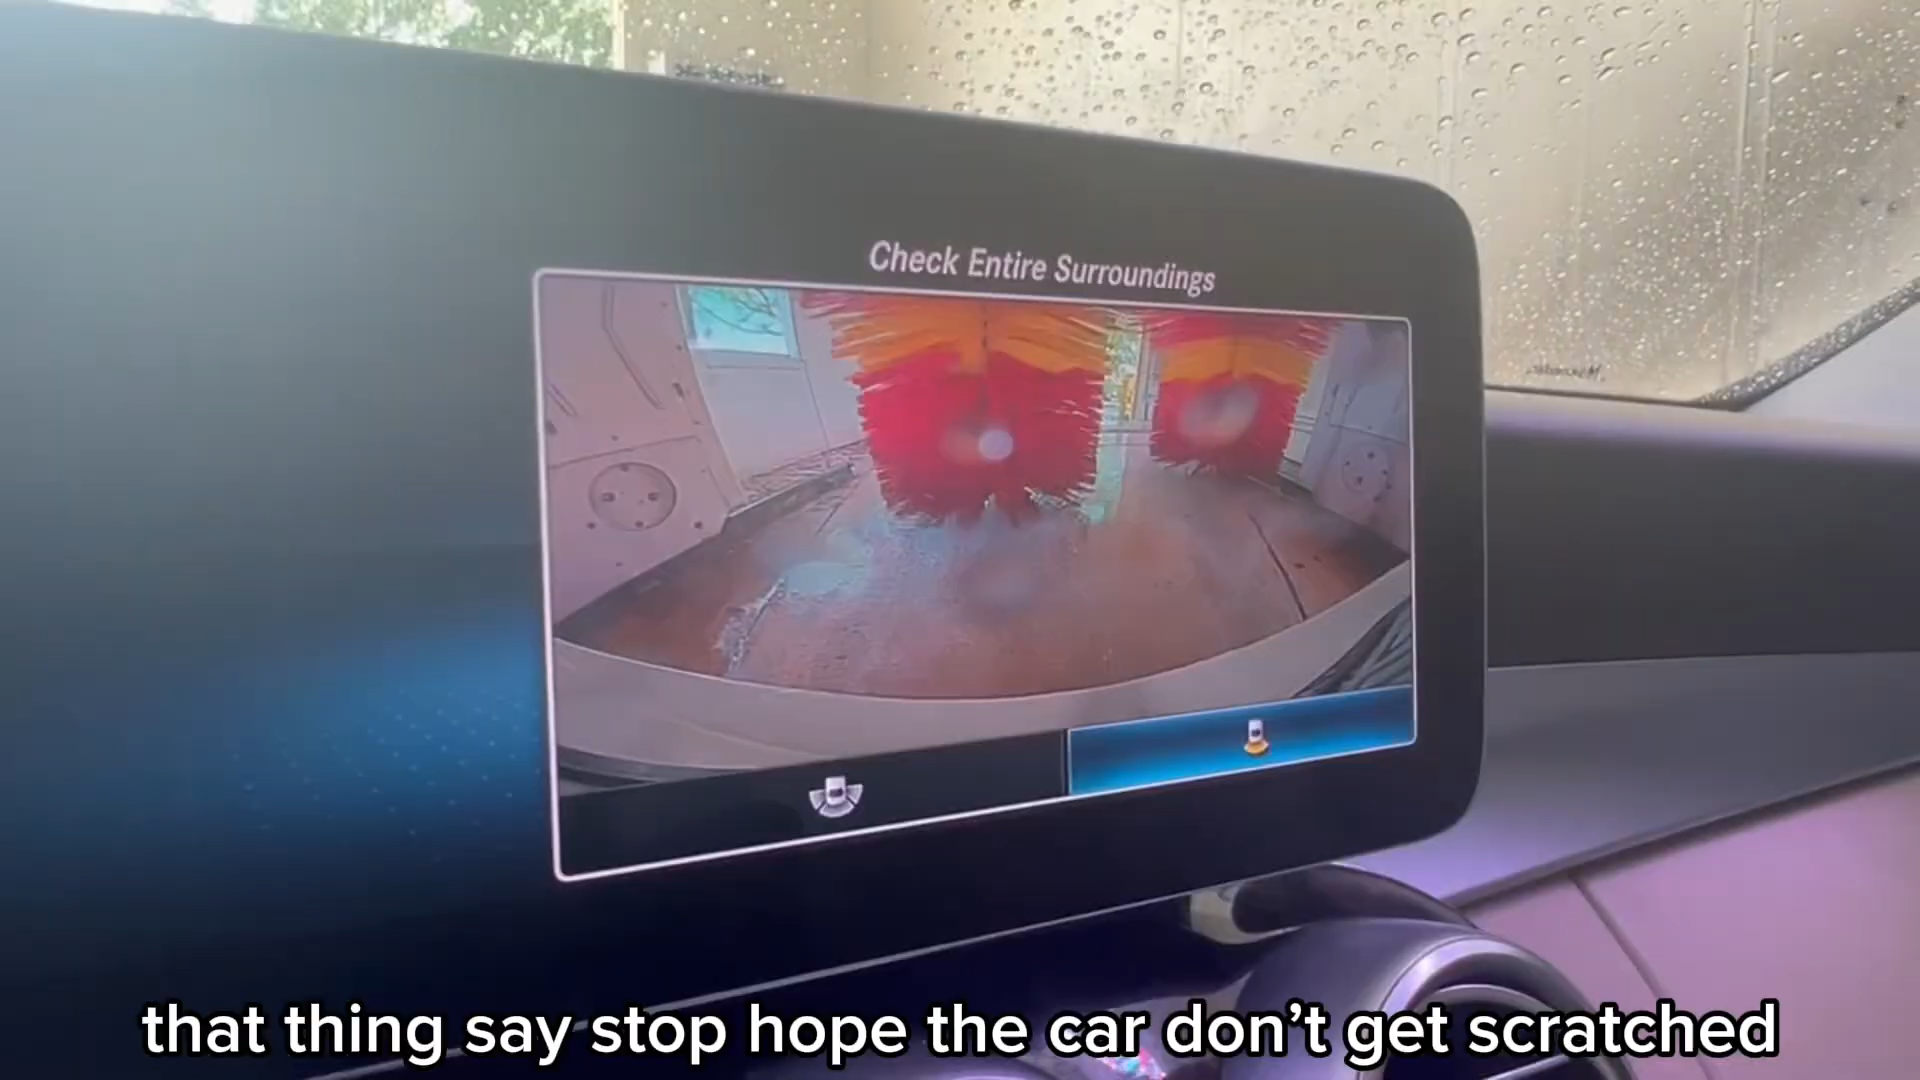 Check Entire Surroundings
that thing say stop hope the car don't get scratched